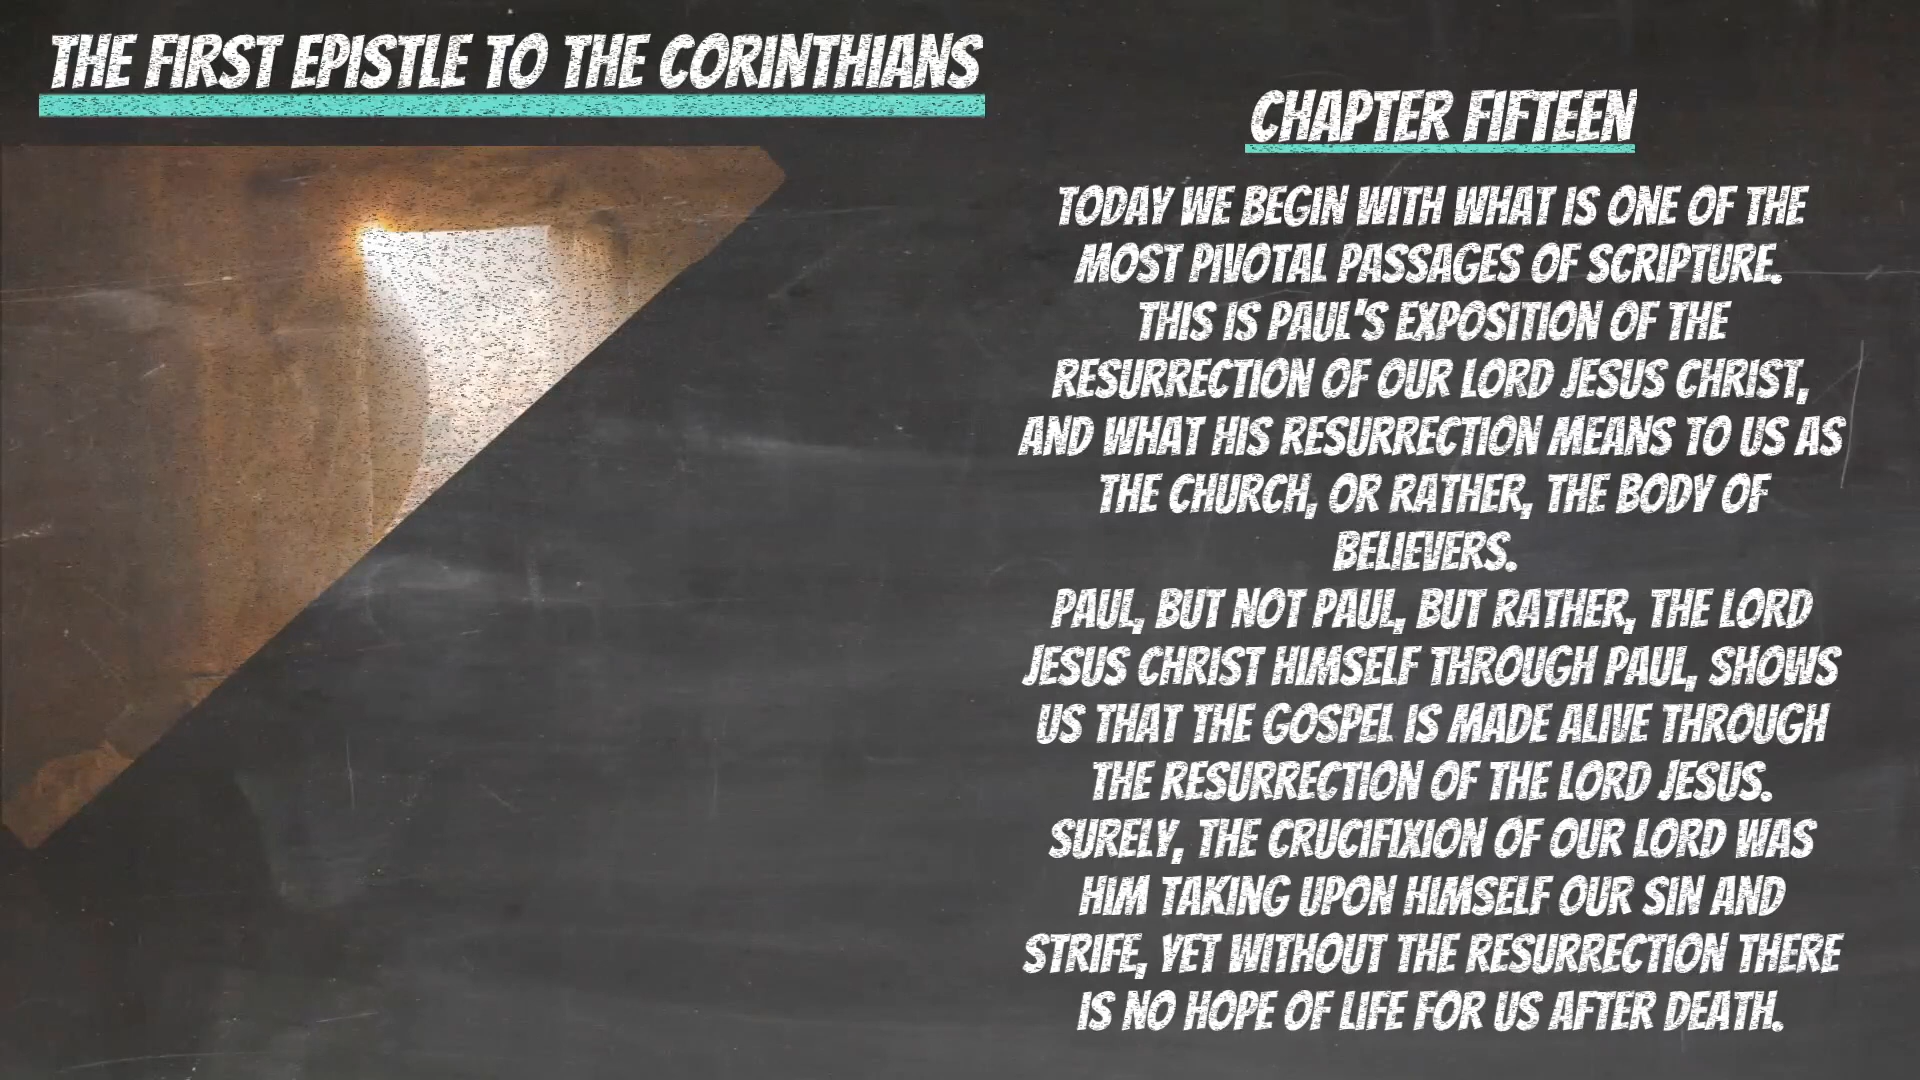 THE FIRST EPISTLE TO THE CORINTHIANS
CHAPTER FIFTEEN
TODAY WE BEGIN WITH WHAT IS ONE OF THE
MOST PIVOTAL PASSAGES OF SCRIPTURE.
THIS IS PAUL'S EXPOSITION OF THE
RESURRECTION OF OUR LORD JESUS CHRIST,
AND WHAT HIS RESURRECTION MEANS TO US AS
THE CHURCH, OR RATHER, THE BODY OF
BELIEVERS.
PAUL, BUT NOT PAUL, BUT RATHER, THE LORD
JESUS CHRIST HIMSELF THROUGH PAUL, SHOWS
US THAT THE GOSPEL IS MADE ALIVE THROUGH
THE RESURRECTION OF THE LORD JESUS.
SURELY, THE CRUCIFIXION OF OUR LORD WAS
HIM TAKING UPON HIMSELF OUR SIN AND
STRIFE, YET WITHOUT THE RESURRECTION THERE
IS NO HOPE OF LIFE FOR US AFTER DEATH.